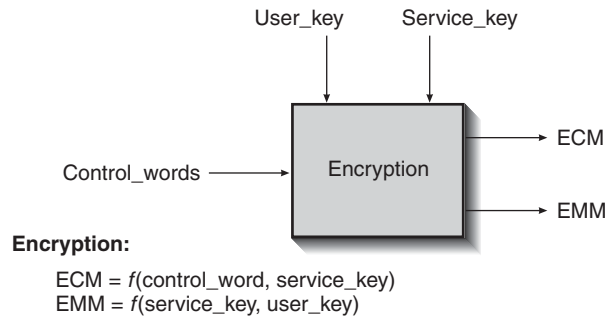 User_key
Service_key
Control_words
Encryption
ECM
EMM
Encryption:
ECM = f(control_word, service_key)
EMM = f(service_key, user_key)